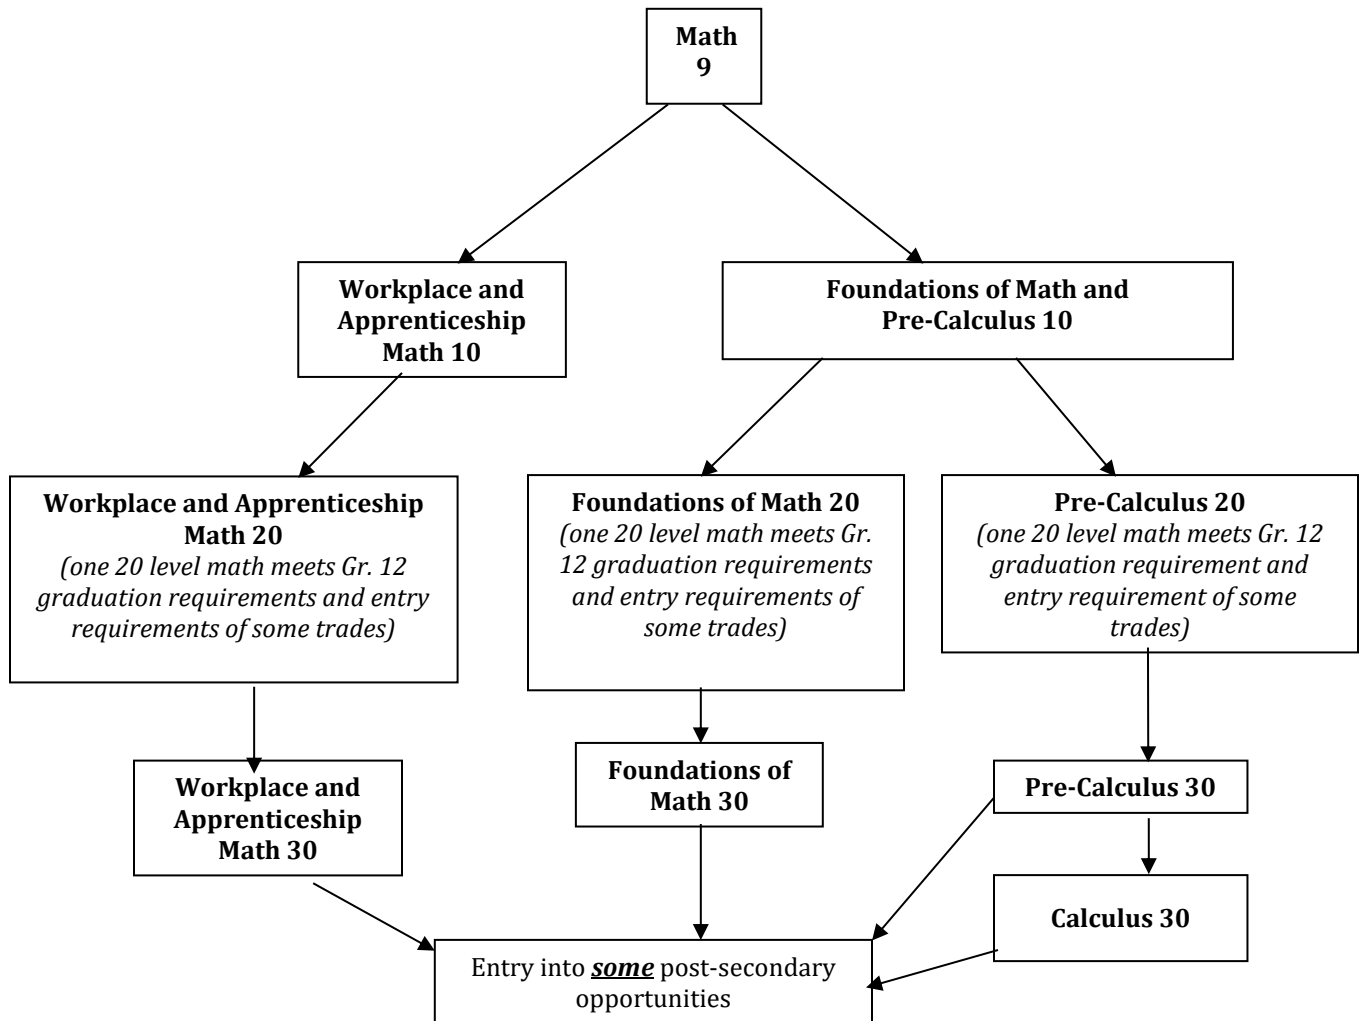 Math
9
Workplace and
Apprenticeship
Math 10
Foundations of Math and
Pre-Calculus 10
Workplace and Apprenticeship
Math 20
(one 20 level math meets Gr. 12
graduation requirements and entry
requirements of some trades)
Foundations of Math 20
(one 20 level math meets Gr.
12 graduation requirements
and entry requirements of
some trades)
Pre-Calculus 20
(one 20 level math meets Gr. 12
graduation requirement and
entry requirement of some
trades)
Workplace and
Apprenticeship
Math 30
Foundations of
Math 30
Pre-Calculus 30
Calculus 30
Entry into some post-secondary
opportunities